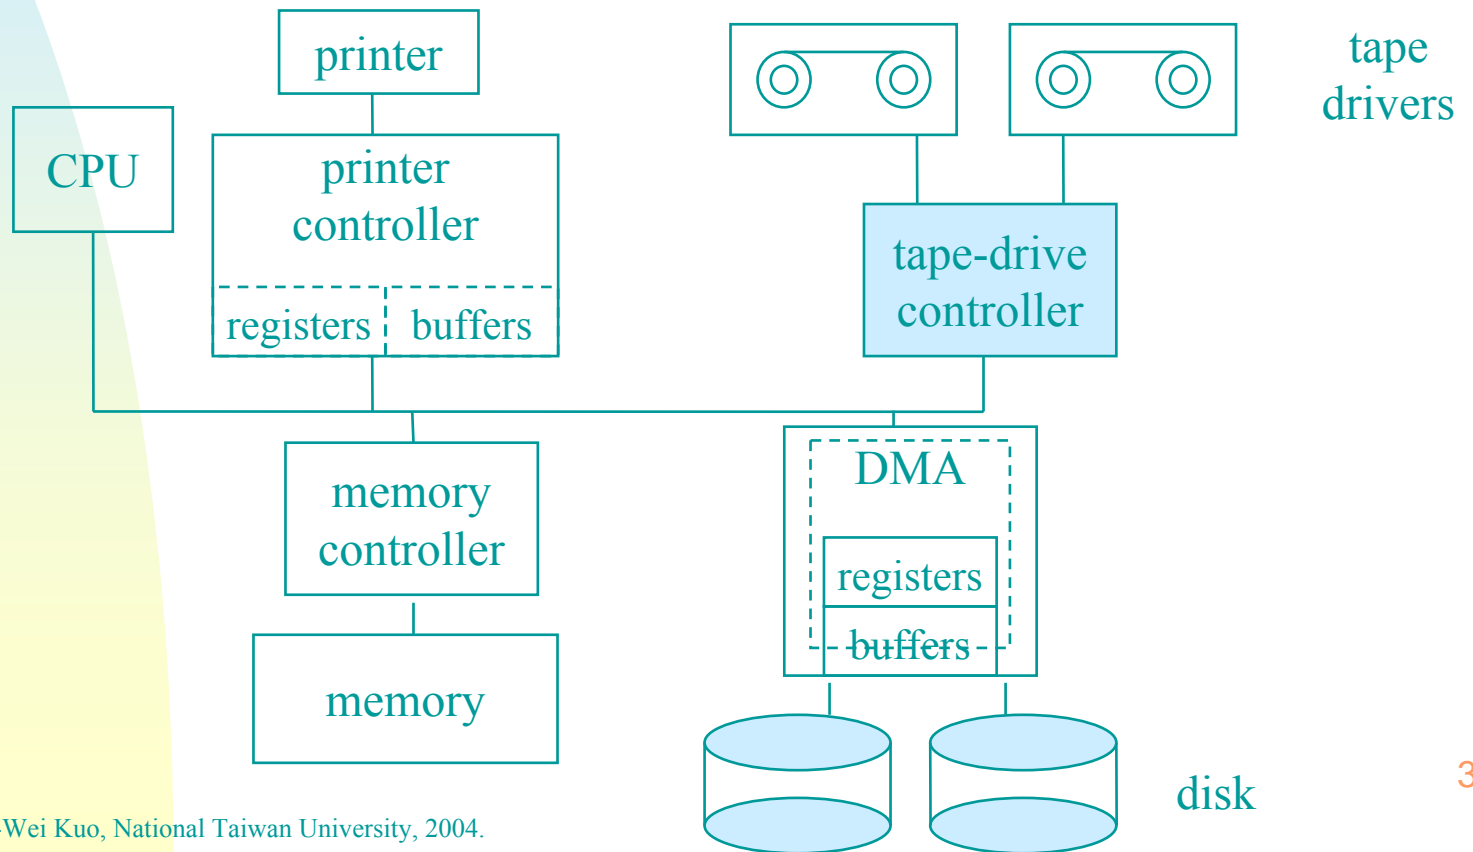 printer
tape
drivers
CPU
printer
controller
registers
buffers
tape-drive
controller
DMA
memory
controller
registers
buffers
memory
disk
3
-Wei Kuo, National Taiwan University, 2004.